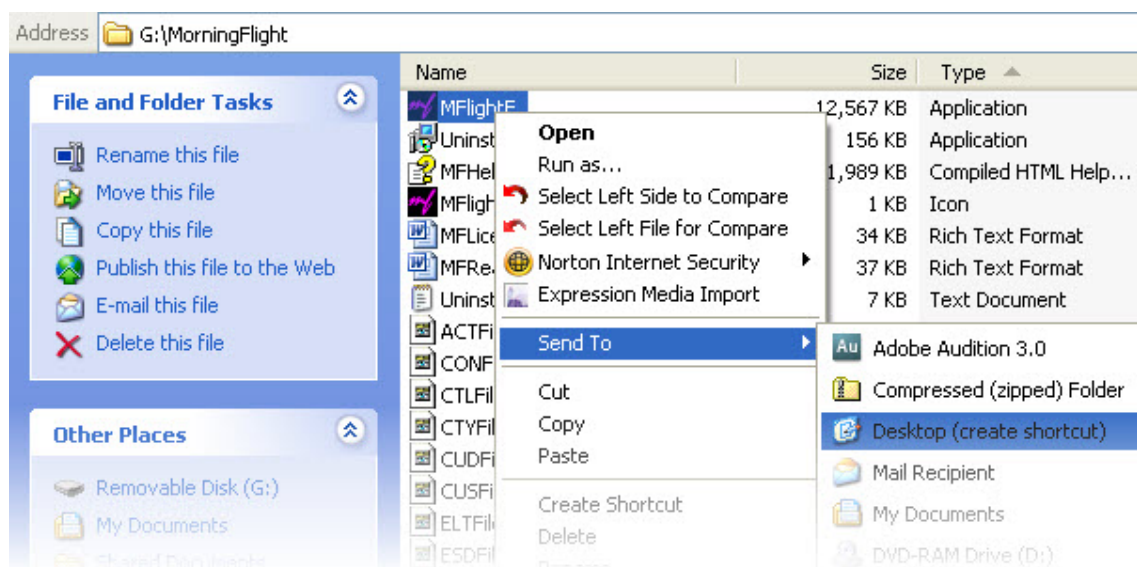 Address G:\MorningFlight
Name Size Type
File and Folder Tasks
Rename this file
Move this file
Copy this file
Publish this file to the Web
E-mail this file
Delete this file
Other Places
Removable Disk (G:)
My Documents
Shared Documents
MFlightE 12,567 KB Application
Uninst 156 KB Application
MFHel 1,989 KB Compiled HTML Help...
MFligh 1 KB Icon
MFLice 34 KB Rich Text Format
MFRea 37 KB Rich Text Format
Uninst 7 KB Text Document
ACTFi
CONF
CTLFil
CTYFil
CUDFi
CUSFi
ELTFil
ESDFil
Open
Run as...
Select Left Side to Compare
Select Left File for Compare
Norton Internet Security
Expression Media Import
Send To
Cut
Copy
Paste
Create Shortcut
Delete
Rename
Au Adobe Audition 3.0
Compressed (zipped) Folder
Desktop (create shortcut)
Mail Recipient
My Documents
DVD-RAM Drive (D:)